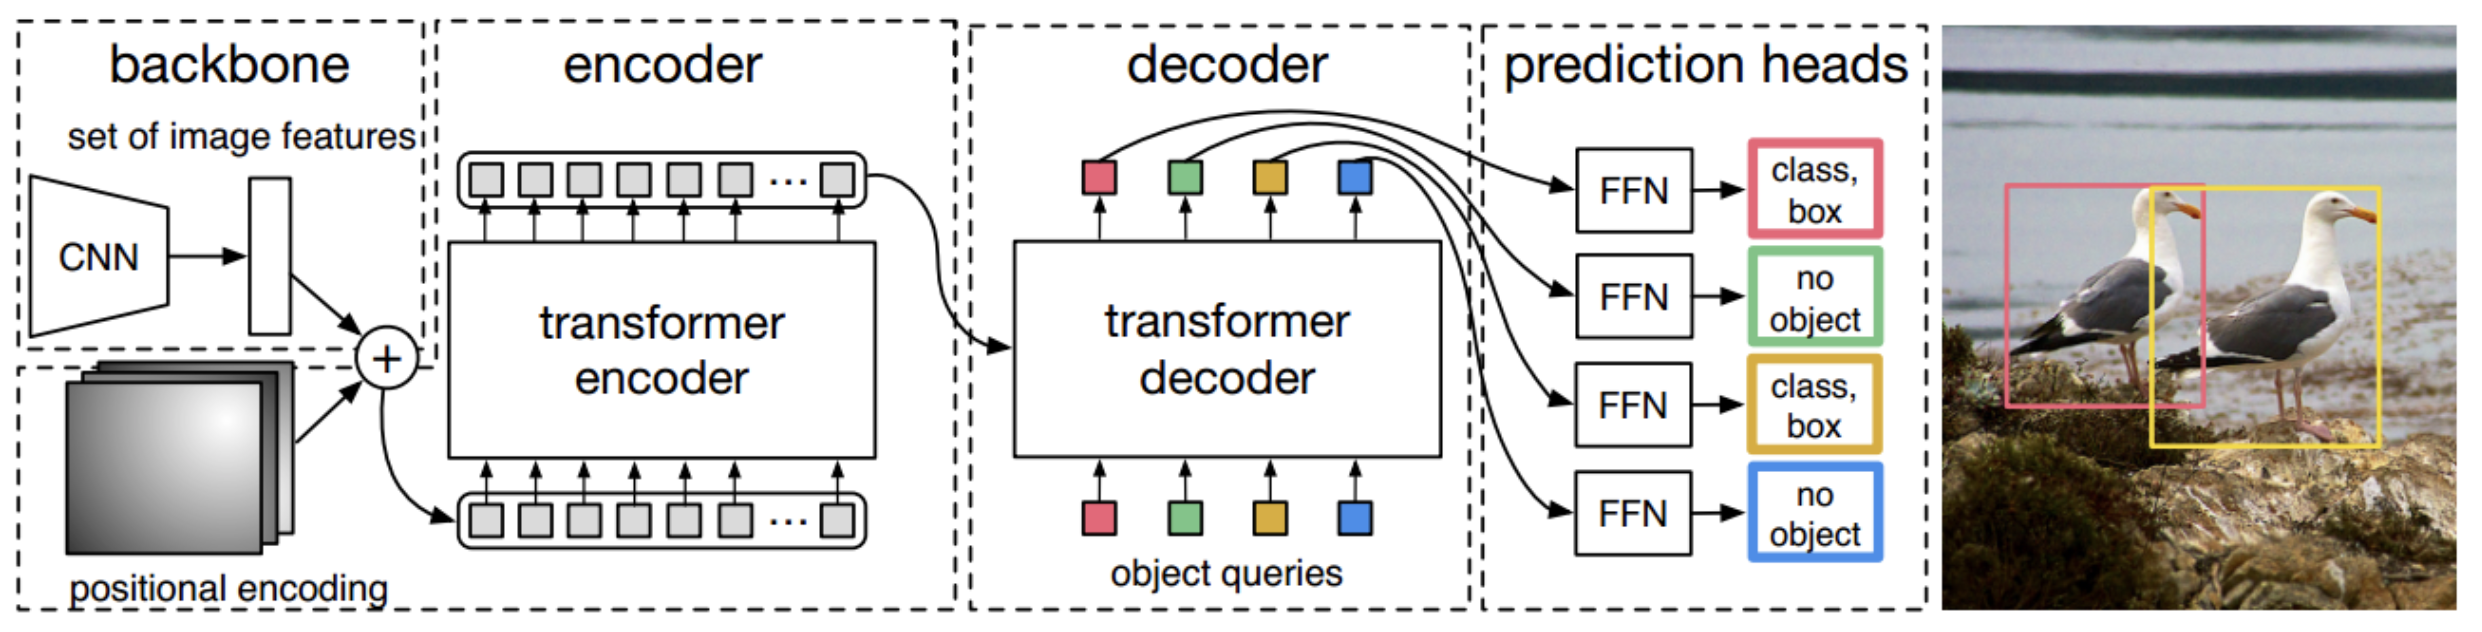 backbone
set of image features
CNN
+
positional encoding
encoder
...
transformer
encoder
...
decoder
transformer
decoder
object queries
prediction heads
FFN
class,
box
FFN
no
object
FFN
class,
box
FFN
no
object